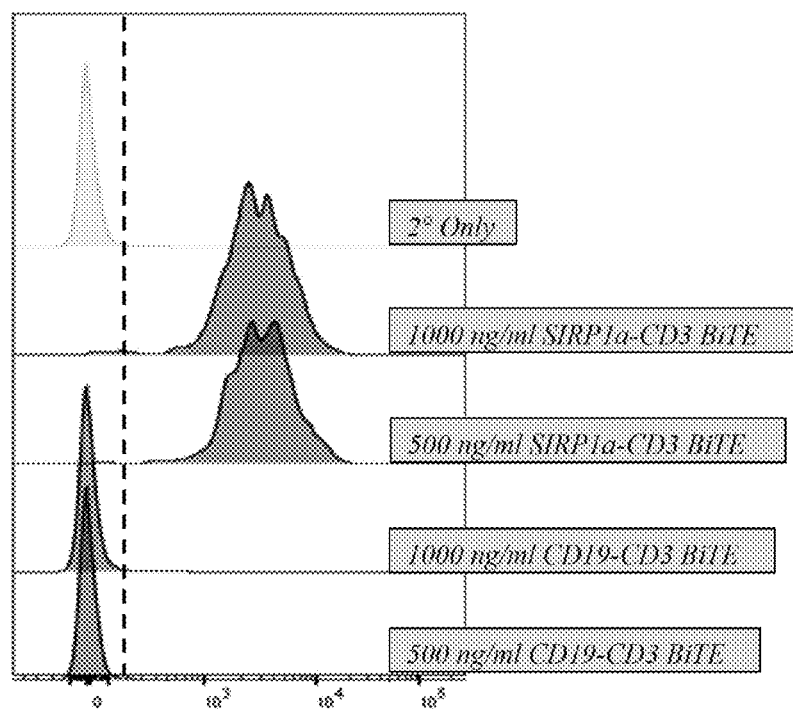 2° Only
1000 ng/ml SIRP1a-CD3 BiTE
500 ng/ml SIRP1a-CD3 BiTE
1000 ng/ml CD19-CD3 BiTE
500 ng/ml CD19-CD3 BiTE
0 10³ 10⁴ 10⁵